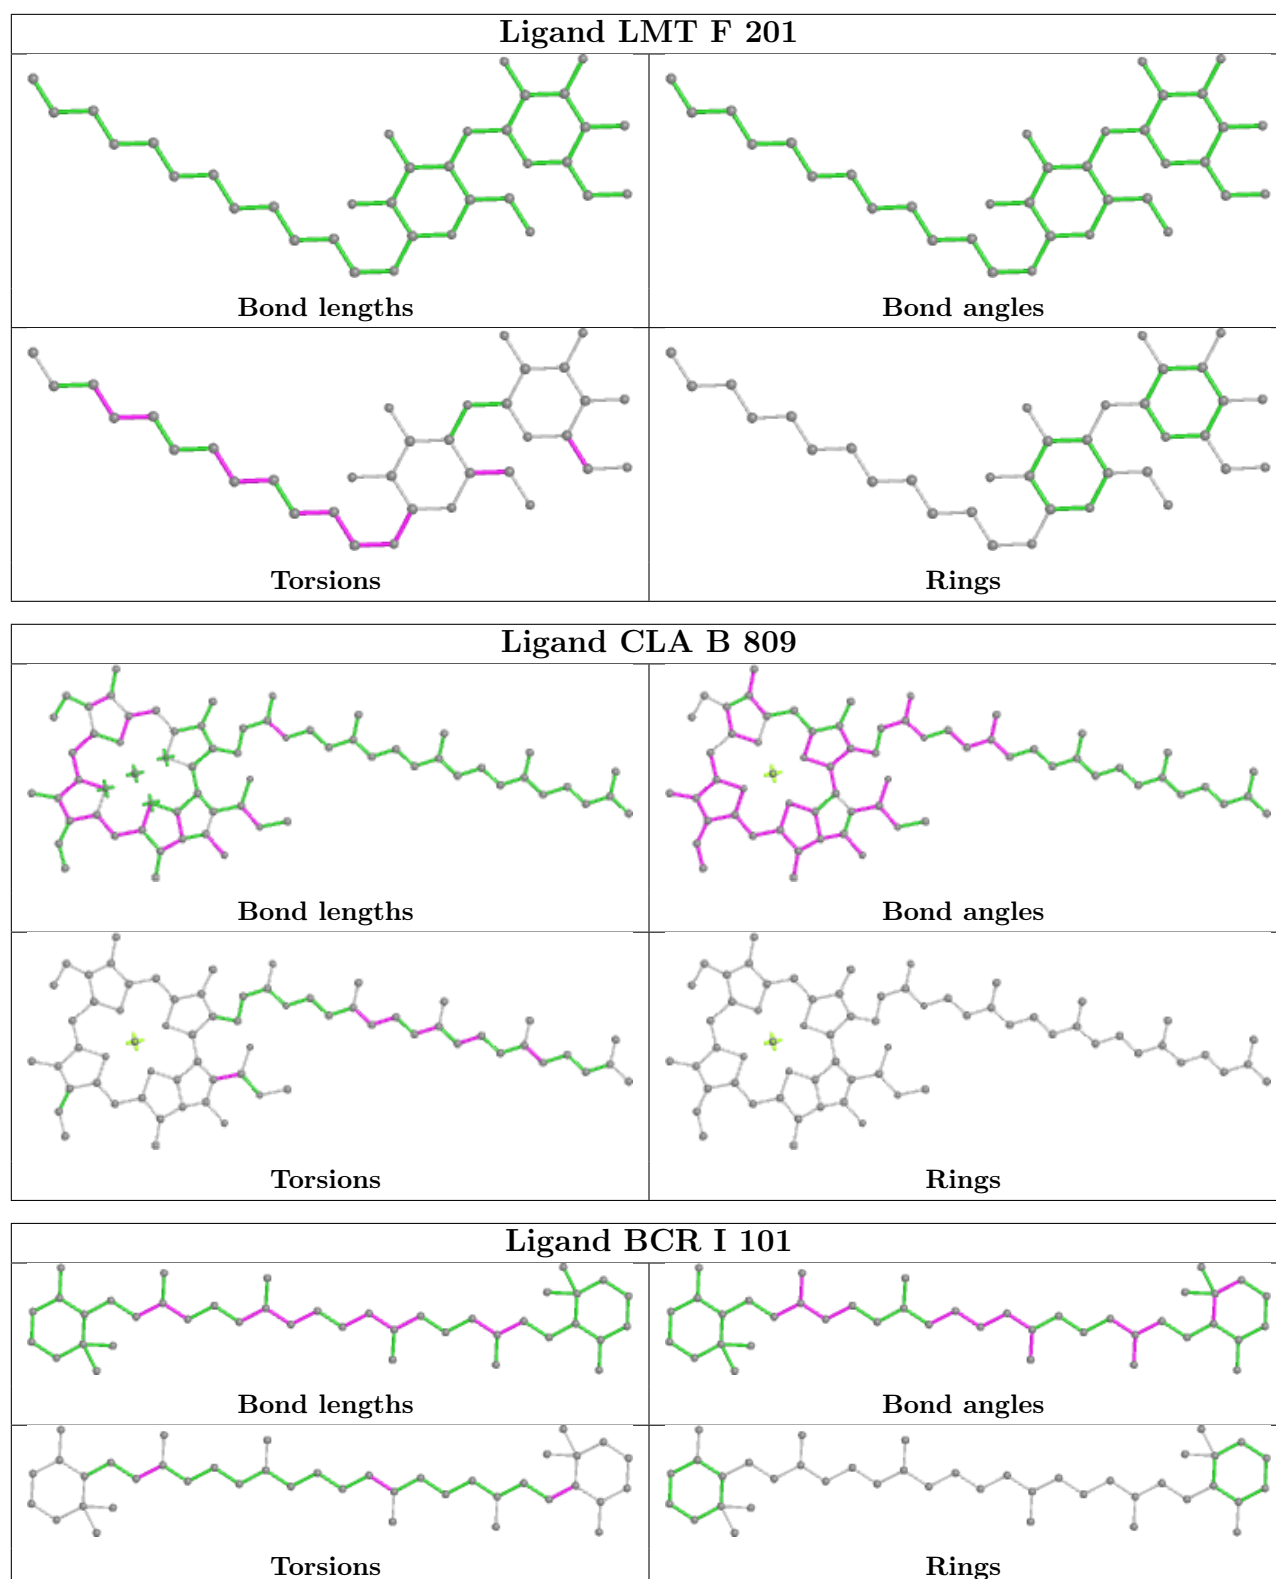 Ligand LMT F 201
Bond lengths
Bond angles
Torsions
Rings
Ligand CLA B 809
Bond lengths
Bond angles
Torsions
Rings
Ligand BCR I 101
Bond lengths
Bond angles
Torsions
Rings